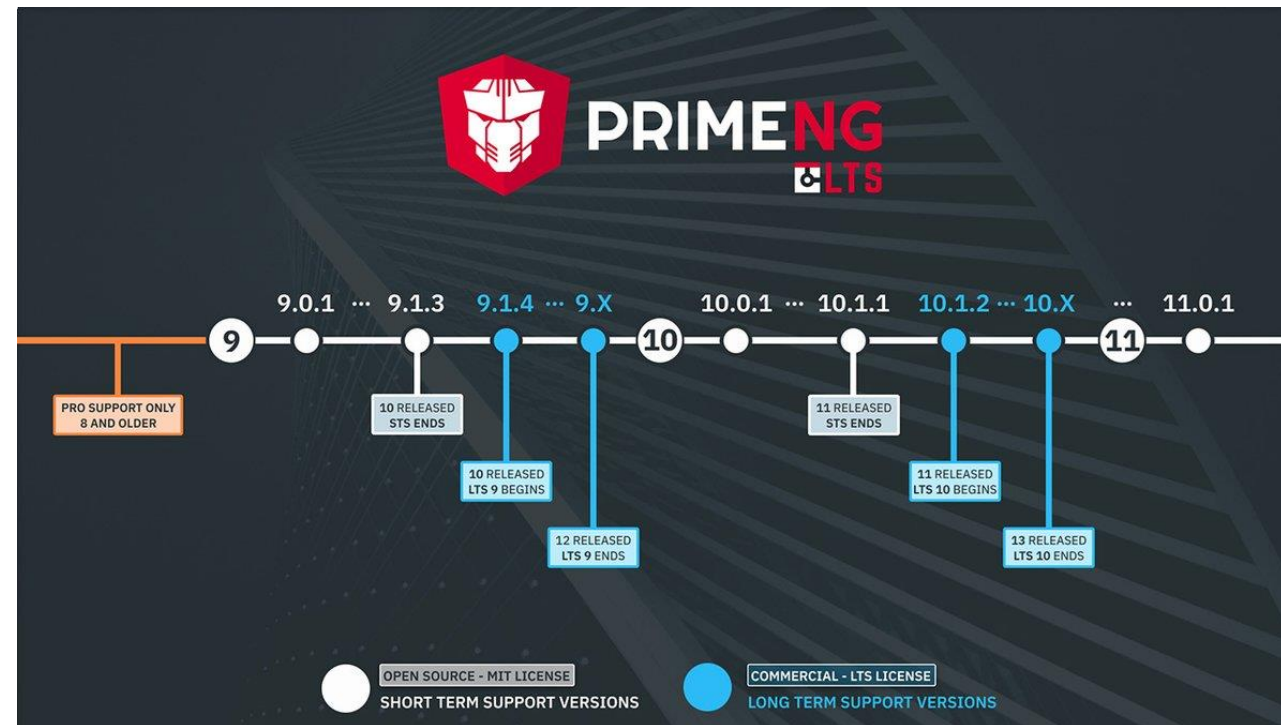 PRIMENG
LTS
9.0.1 ... 9.1.3 9.1.4 ... 9.X 10.0.1 ... 10.1.1 10.1.2 ... 10.X ... 11.0.1
9 10 11
PRO SUPPORT ONLY
8 AND OLDER
10 RELEASED
STS ENDS
11 RELEASED
STS ENDS
10 RELEASED
LTS 9 BEGINS
11 RELEASED
LTS 10 BEGINS
12 RELEASED
LTS 9 ENDS
13 RELEASED
LTS 10 ENDS
OPEN SOURCE - MIT LICENSE
SHORT TERM SUPPORT VERSIONS
COMMERCIAL - LTS LICENSE
LONG TERM SUPPORT VERSIONS